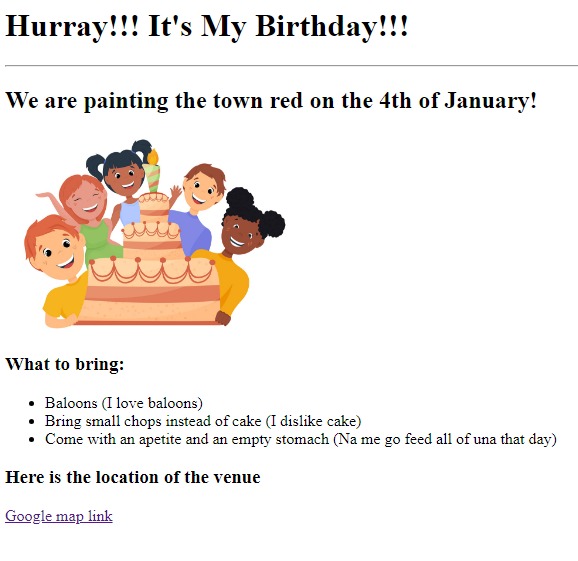 Hurray!!! It's My Birthday!!!
We are painting the town red on the 4th of January!
What to bring:
Baloons (I love baloons)
Bring small chops instead of cake (I dislike cake)
Come with an apetite and an empty stomach (Na me go feed all of una that day)
Here is the location of the venue
Google map link